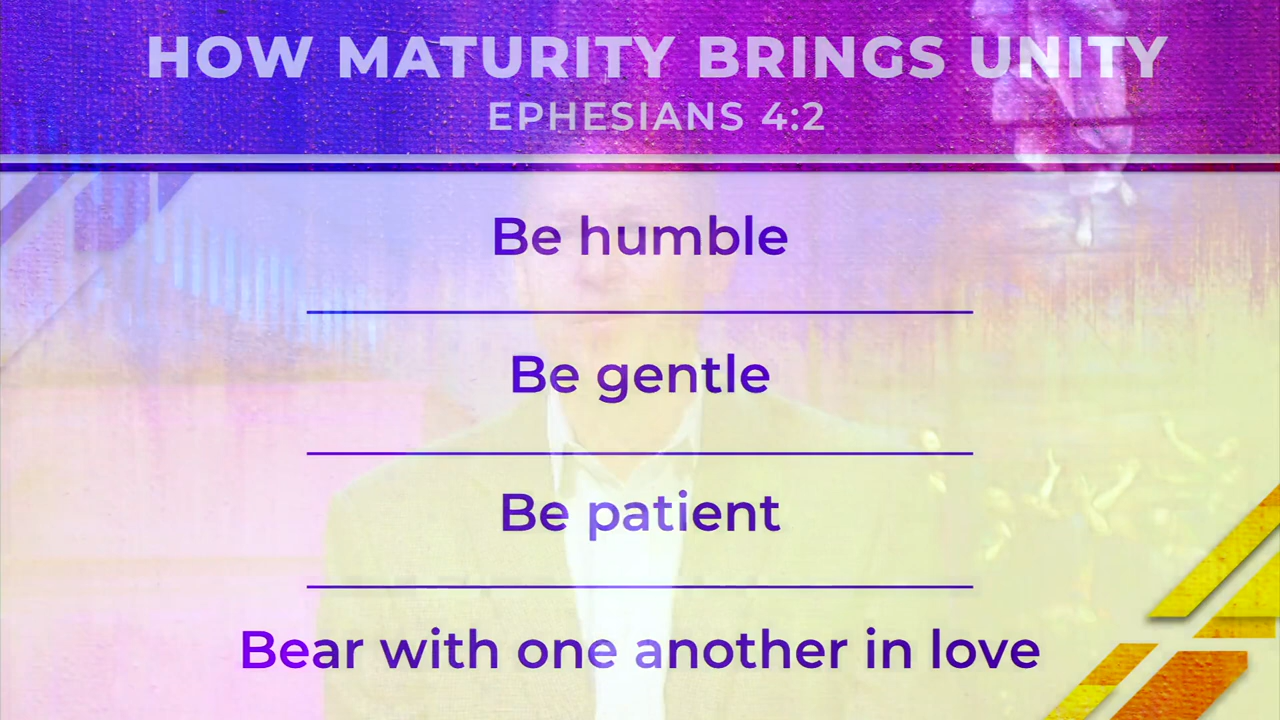 HOW MATURITY BRINGS UNITY
EPHESIANS 4:2
Be humble
Be gentle
Be patient
Bear with one another in love